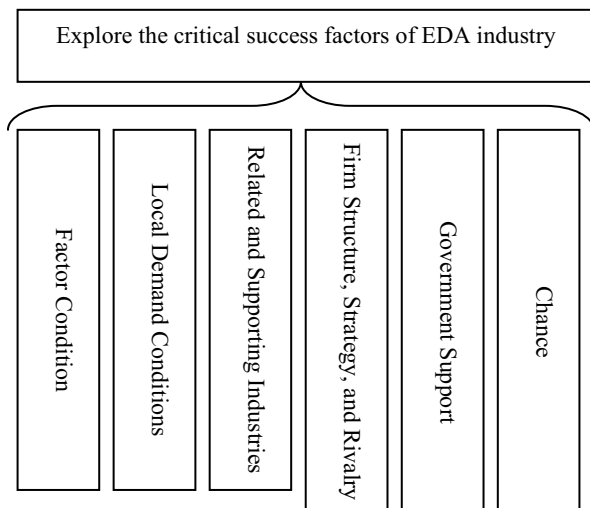 Explore the critical success factors of EDA industry
Factor Condition
Local Demand Conditions
Related and Supporting Industries
Firm Structure, Strategy, and Rivalry
Government Support
Chance